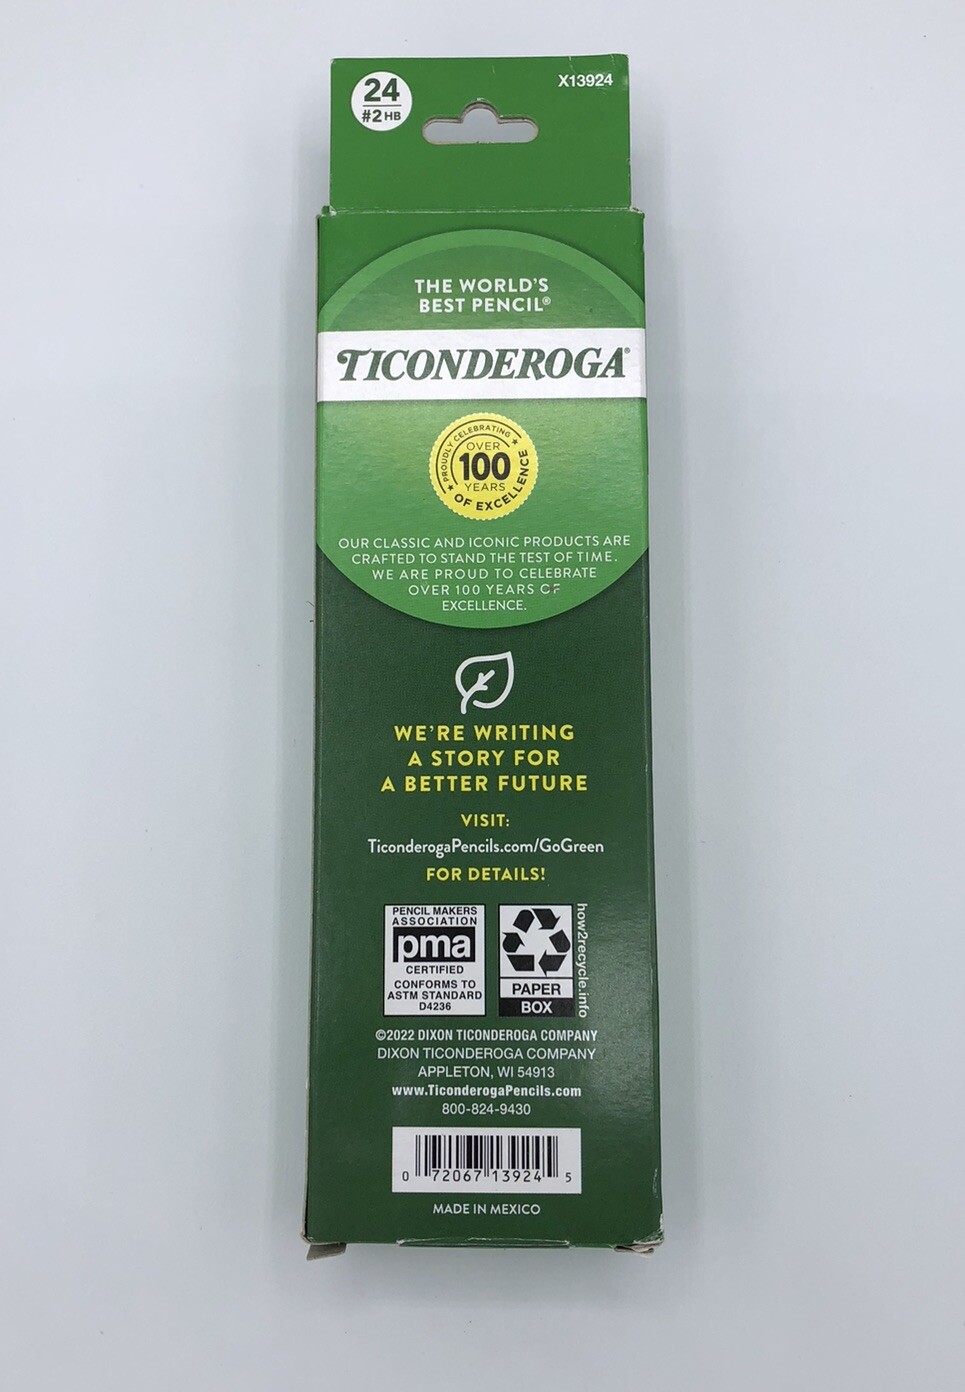 24
#2 HB
X13924
THE WORLD'S
BEST PENCIL®
TICONDEROGA®
PROUDLY CELEBRATING
OVER
100
YEARS
OF EXCELLENCE
OUR CLASSIC AND ICONIC PRODUCTS ARE
CRAFTED TO STAND THE TEST OF TIME.
WE ARE PROUD TO CELEBRATE
OVER 100 YEARS OF
EXCELLENCE.
WE'RE WRITING
A STORY FOR
A BETTER FUTURE
VISIT:
TiconderogaPencils.com/GoGreen
FOR DETAILS!
PENCIL MAKERS
ASSOCIATION
pma
CERTIFIED
CONFORMS TO
ASTM STANDARD
D4236
PAPER
BOX
how2recycle.info
©2022 DIXON TICONDEROGA COMPANY
DIXON TICONDEROGA COMPANY
APPLETON, WI 54913
www.TiconderogaPencils.com
800-824-9430
0 72067 13924 5
MADE IN MEXICO